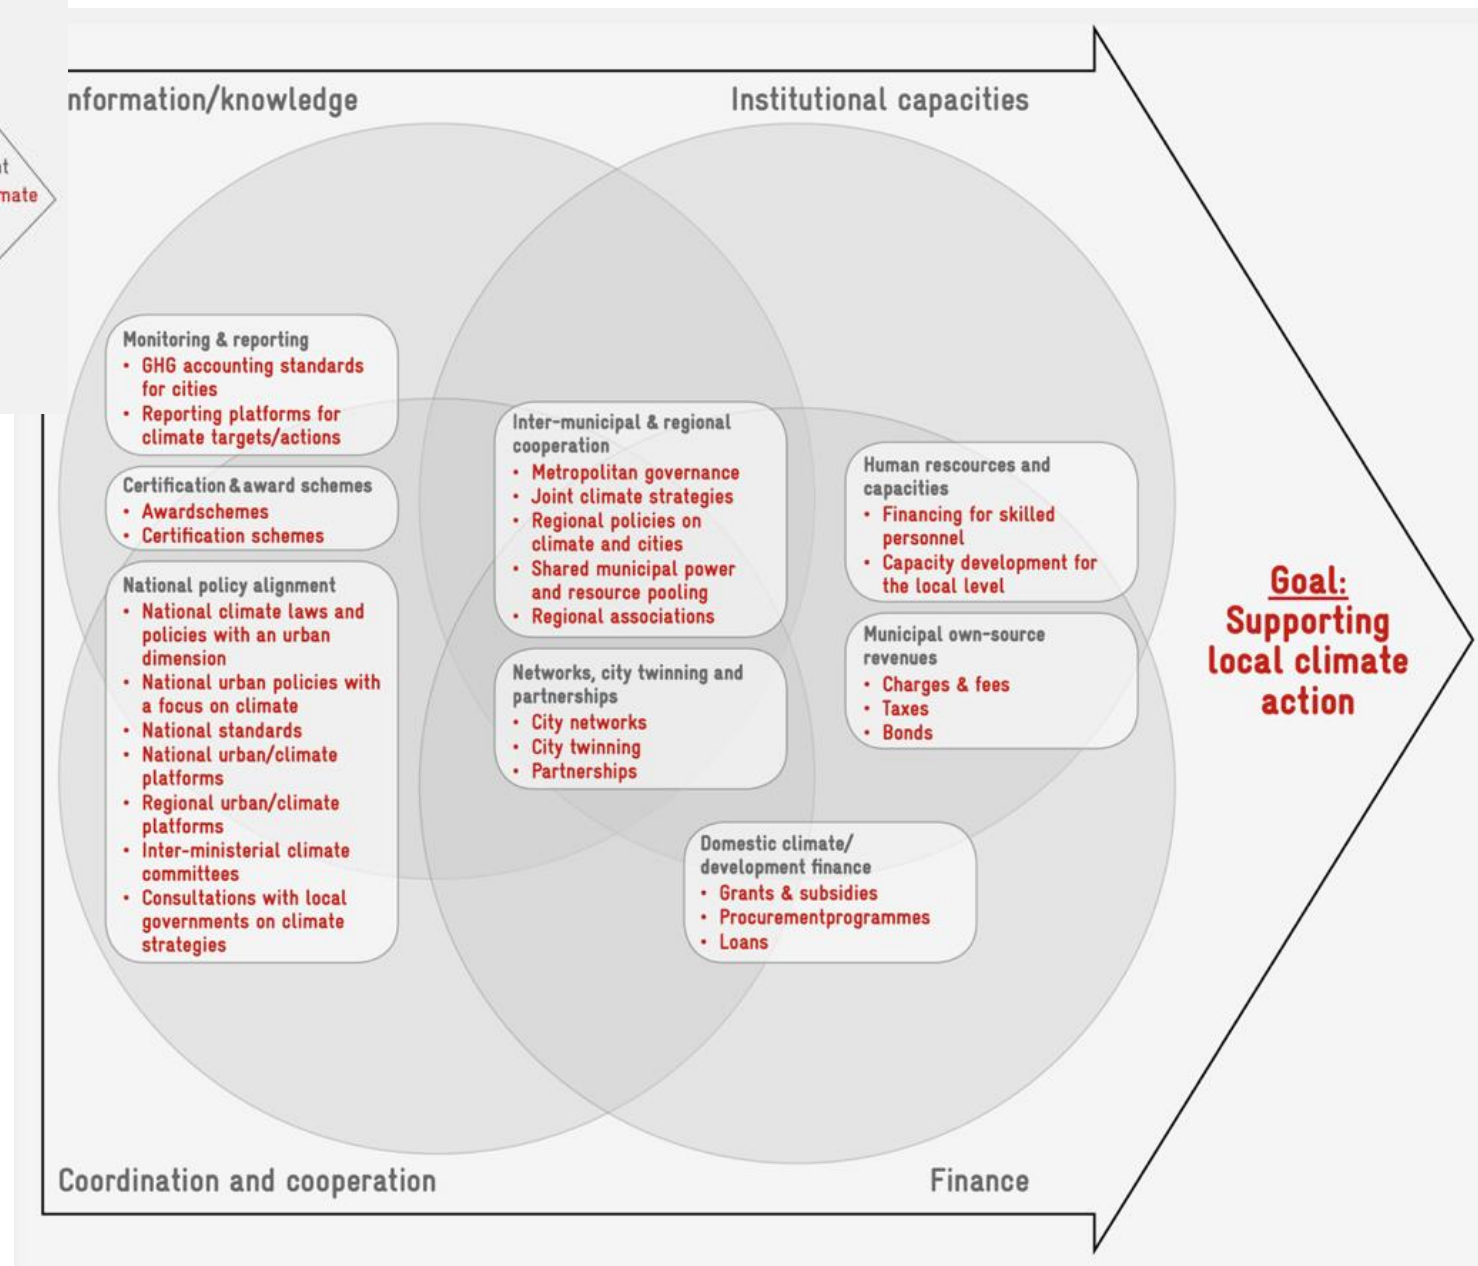 nt
mate
nformation/knowledge
Institutional capacities
Monitoring & reporting
• GHG accounting standards
for cities
• Reporting platforms for
climate targets/actions
Certification & award schemes
• Awardschemes
• Certification schemes
National policy alignment
• National climate laws and
policies with an urban
dimension
• National urban policies with
a focus on climate
• National standards
• National urban/climate
platforms
• Regional urban/climate
platforms
• Inter-ministerial climate
committees
• Consultations with local
governments on climate
strategies
Inter-municipal & regional
cooperation
• Metropolitan governance
• Joint climate strategies
• Regional policies on
climate and cities
• Shared municipal power
and resource pooling
• Regional associations
Networks, city twinning and
partnerships
• City networks
• City twinning
• Partnerships
Human rescources and
capacities
• Financing for skilled
personnel
• Capacity development for
the local level
Municipal own-source
revenues
• Charges & fees
• Taxes
• Bonds
Domestic climate/
development finance
• Grants & subsidies
• Procurementprogrammes
• Loans
Goal:
Supporting
local climate
action
Coordination and cooperation
Finance